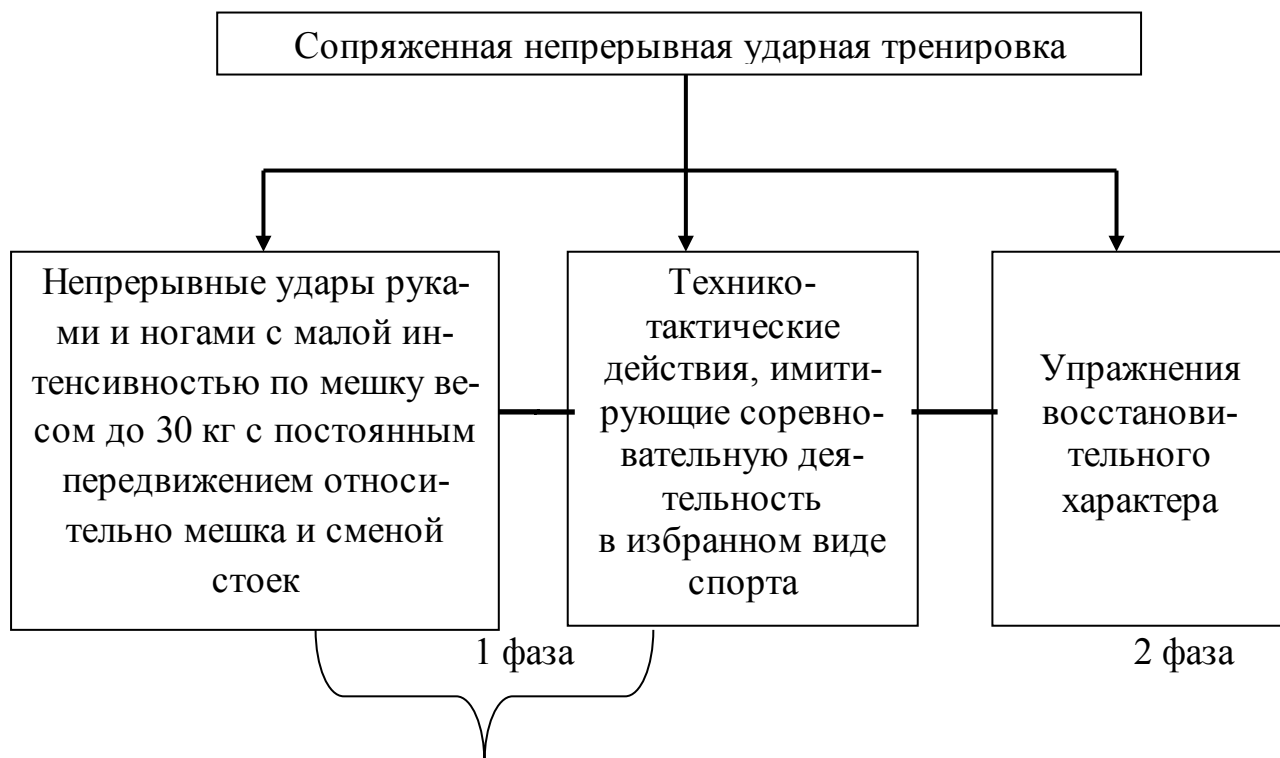 Сопряженная непрерывная ударная тренировка
Непрерывные удары рука-
ми и ногами с малой ин-
тенсивностью по мешку ве-
сом до 30 кг с постоянным
передвижением относи-
тельно мешка и сменой
стоек
Технико-
тактические
действия, имити-
рующие соревно-
вательную дея-
тельность
в избранном виде
спорта
Упражнения
восстанови-
тельного
характера
1 фаза
2 фаза